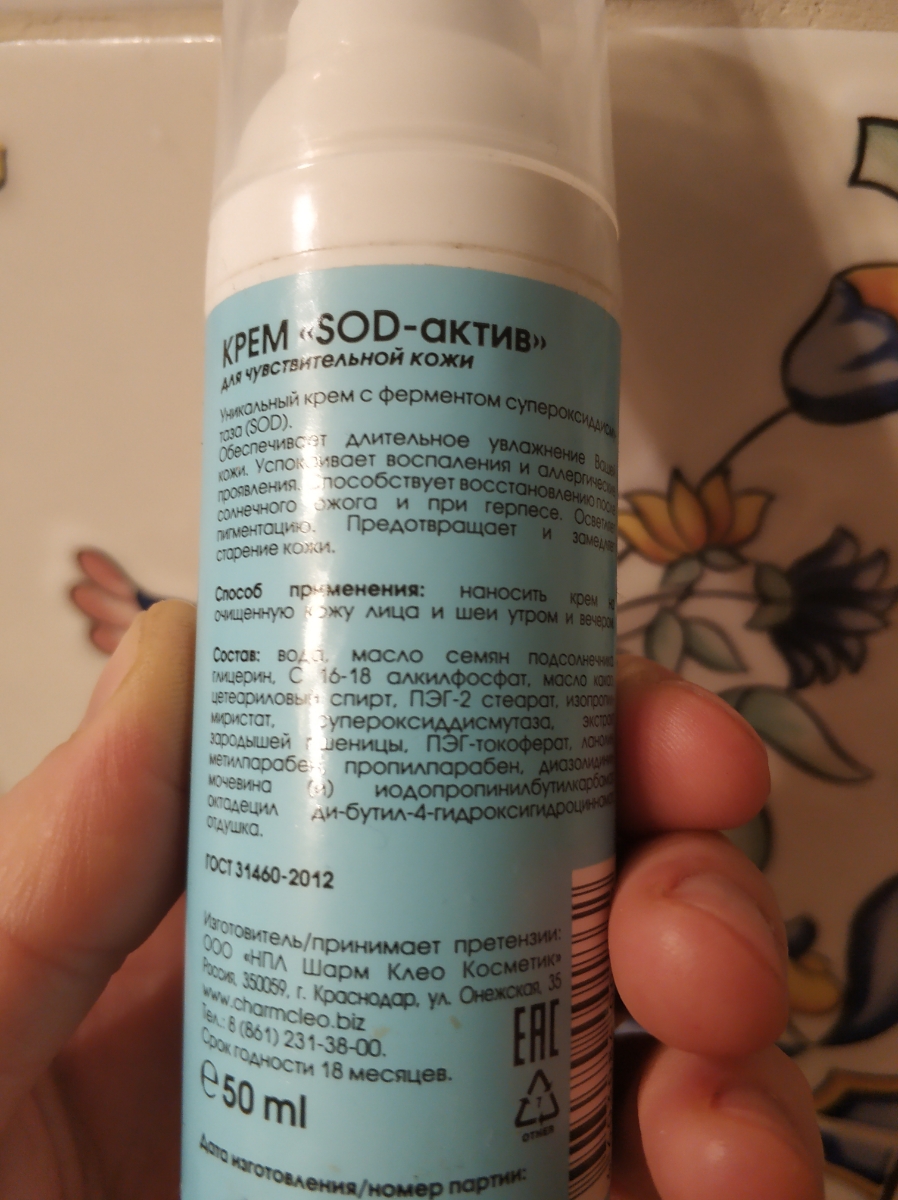 КРЕМ «SOD-актив»
для чувствительной кожи
Уникальный крем с ферментом супероксиддисму-
таза (SOD).
Обеспечивает длительное увлажнение Вашей
кожи. Успокаивает воспаления и аллергические
проявления. Способствует восстановлению после
солнечного ожога и при герпесе. Осветляет
пигментацию. Предотвращает и замедляет
старение кожи.
Способ применения: наносить крем на
очищенную кожу лица и шеи утром и вечером.
Состав: вода, масло семян подсолнечника,
глицерин, С 16-18 алкилфосфат, масло какао,
цетеариловый спирт, ПЭГ-2 стеарат, изопропил
миристат, супероксиддисмутаза, экстракт
зародышей пшеницы, ПЭГ-токоферат,
метилпарабен, пропилпарабен,
мочевина (и)
октадецил ди-бутил-4-гидроксигидроциннамат
отдушка.
ГОСТ 31460-2012
Изготовитель/принимает претензии:
ООО «НПЛ Шарм Клео Косметик»
Россия, 350059, г. Краснодар, ул. Онежская, 35
www.charmcleo.biz
Тел.: 8 (861) 231-38-00.
Срок годности 18 месяцев.
EAC
℮ 50 ml
7
OTHER
Дата изготовления/номер партии: